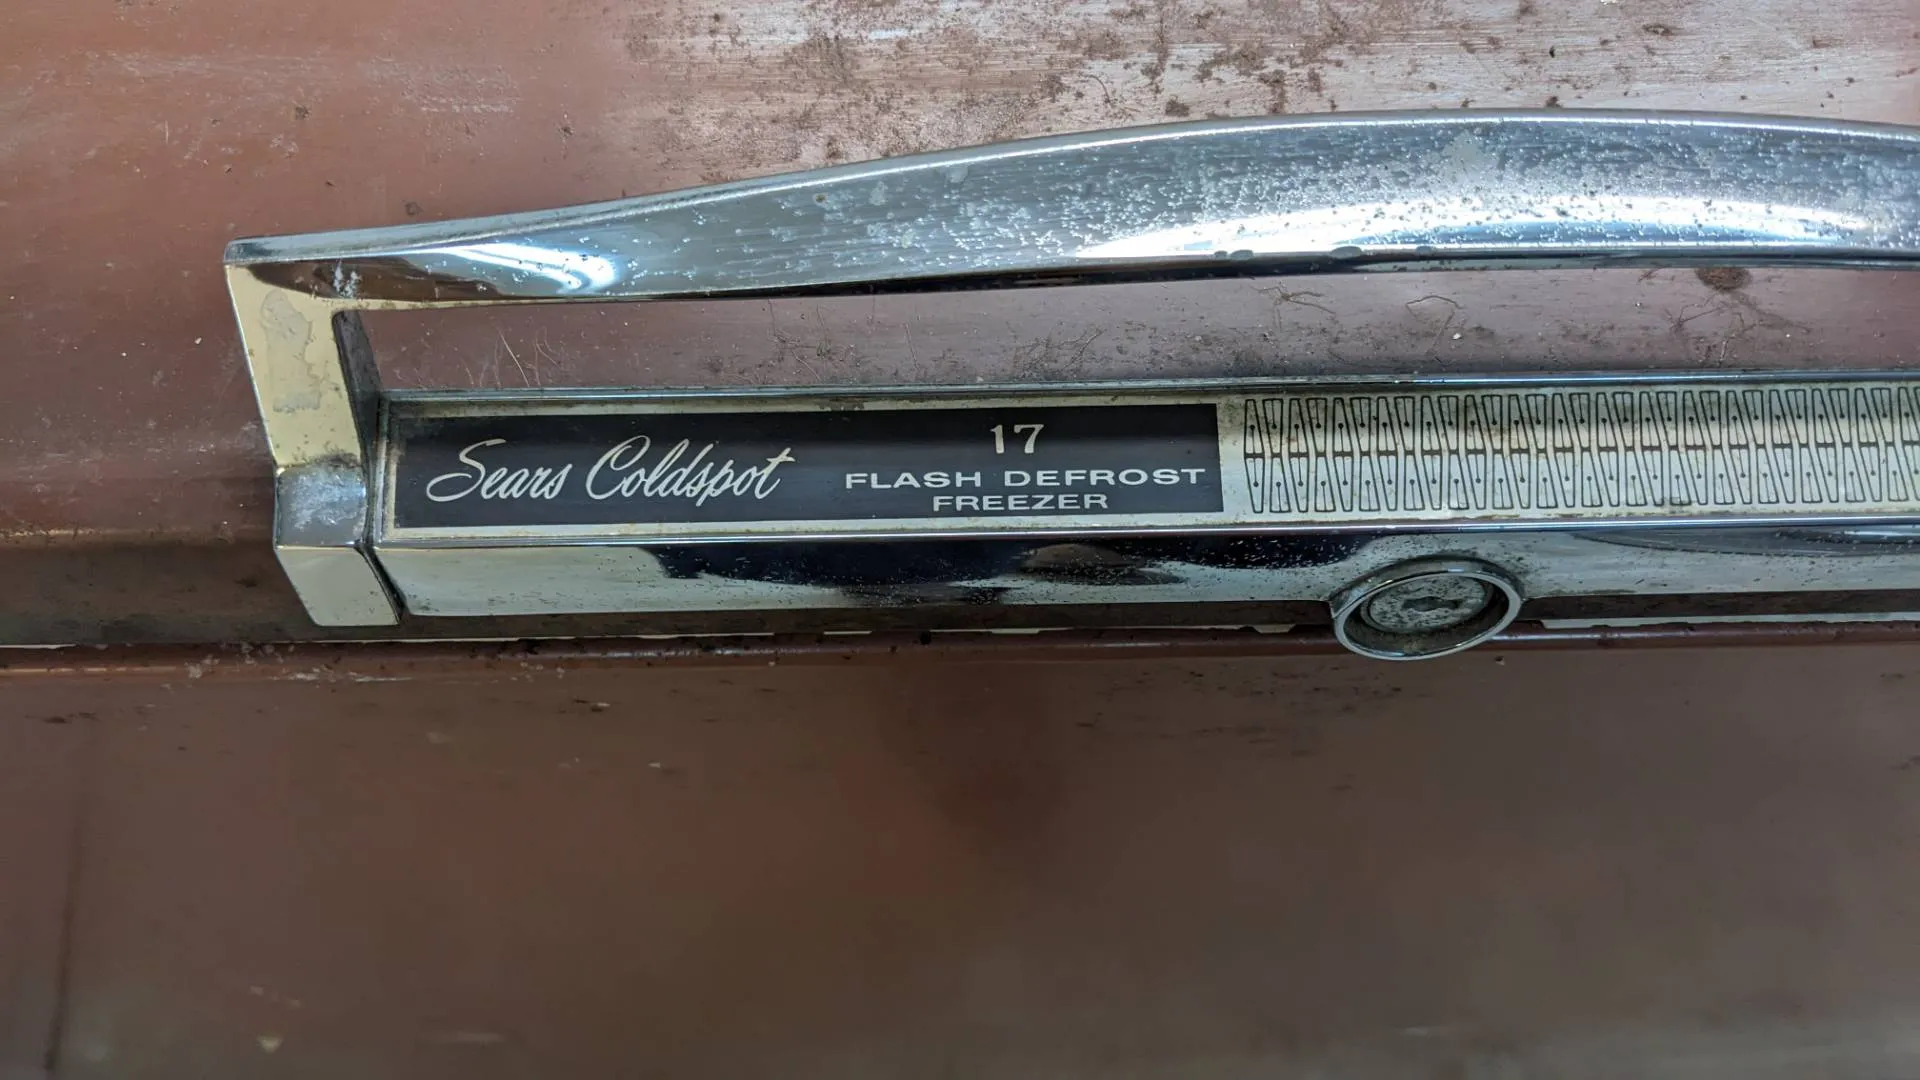 Sears Coldspot
17
FLASH DEFROST
FREEZER